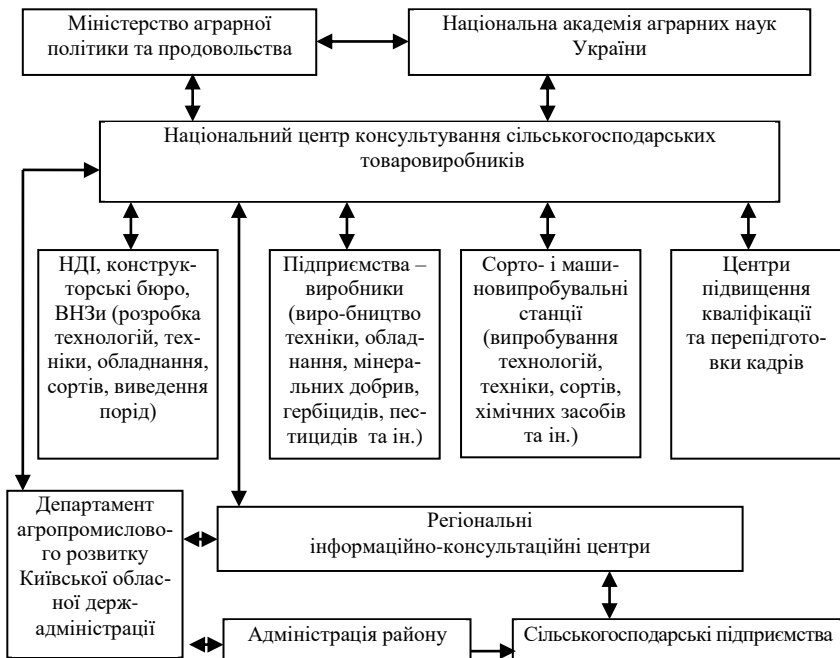 Міністерство аграрної
політики та продовольства
Національна академія аграрних наук
України
Національний центр консультування сільськогосподарських
товаровиробників
НДІ, конструк-
торські бюро,
ВНЗи (розробка
технологій, тех-
ніки, обладнання,
сортів, виведення
порід)
Підприємства –
виробники
(виро-бництво
техніки, облад-
нання, мінера-
льних добрив,
гербіцидів, пес-
тицидів та ін.)
Сорто- і маши-
новипробувальні
станції
(випробування
технологій,
техніки, сортів,
хімічних засобів
та ін.)
Центри
підвищення
кваліфікації
та перепідгото-
вки кадрів
Департамент
агропромислово-
го розвитку
Київської облас-
ної держ-
адміністрації
Регіональні
інформаційно-консультаційні центри
Адміністрація району
Сільськогосподарські підприємства